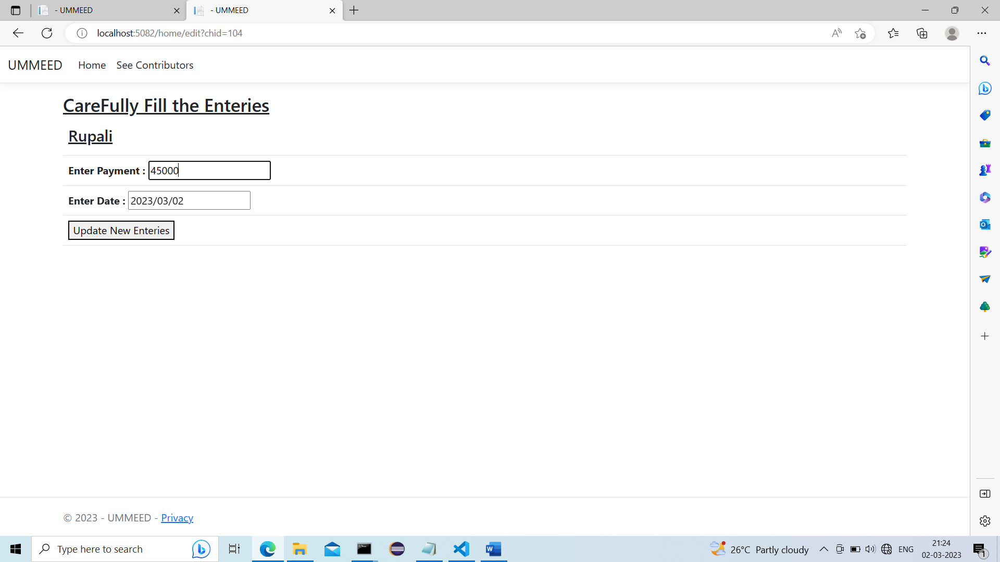 - UMMEED
- UMMEED
localhost:5082/home/edit?chid=104
UMMEED Home See Contributors
CareFully Fill the Enteries
Rupali
Enter Payment : 45000
Enter Date : 2023/03/02
Update New Enteries
© 2023 - UMMEED - Privacy
Type here to search
26°C Partly cloudy
ENG
21:24
02-03-2023
1